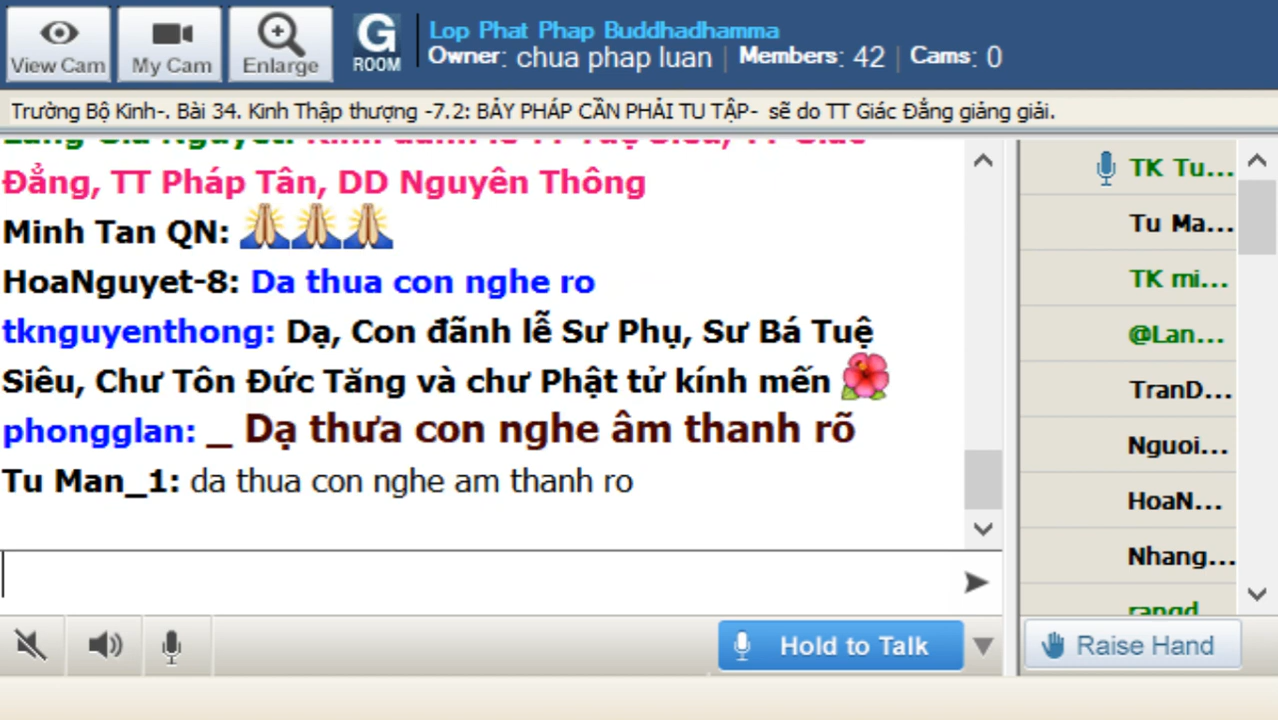 Lop Phat Phap Buddhadhamma
View Cam My Cam Enlarge G ROOM Owner: chua phap luan | Members: 42 | Cams: 0
Trường Bộ Kinh-. Bài 34. Kinh Thập thượng -7.2: BẢY PHÁP CẦN PHẢI TU TẬP- sẽ do TT Giác Đẳng giảng giải.
Đẳng, TT Pháp Tân, DD Nguyên Thông
Minh Tan QN:
HoaNguyet-8: Da thua con nghe ro
tknguyenthong: Dạ, Con đãnh lễ Sư Phụ, Sư Bá Tuệ
Siêu, Chư Tôn Đức Tăng và chư Phật tử kính mến
phongglan: _ Dạ thưa con nghe âm thanh rõ
Tu Man_1: da thua con nghe am thanh ro
TK Tu...
Tu Ma...
TK mi...
@Lan...
TranD...
Nguoi...
HoaN...
Nhang...
Hold to Talk
Raise Hand